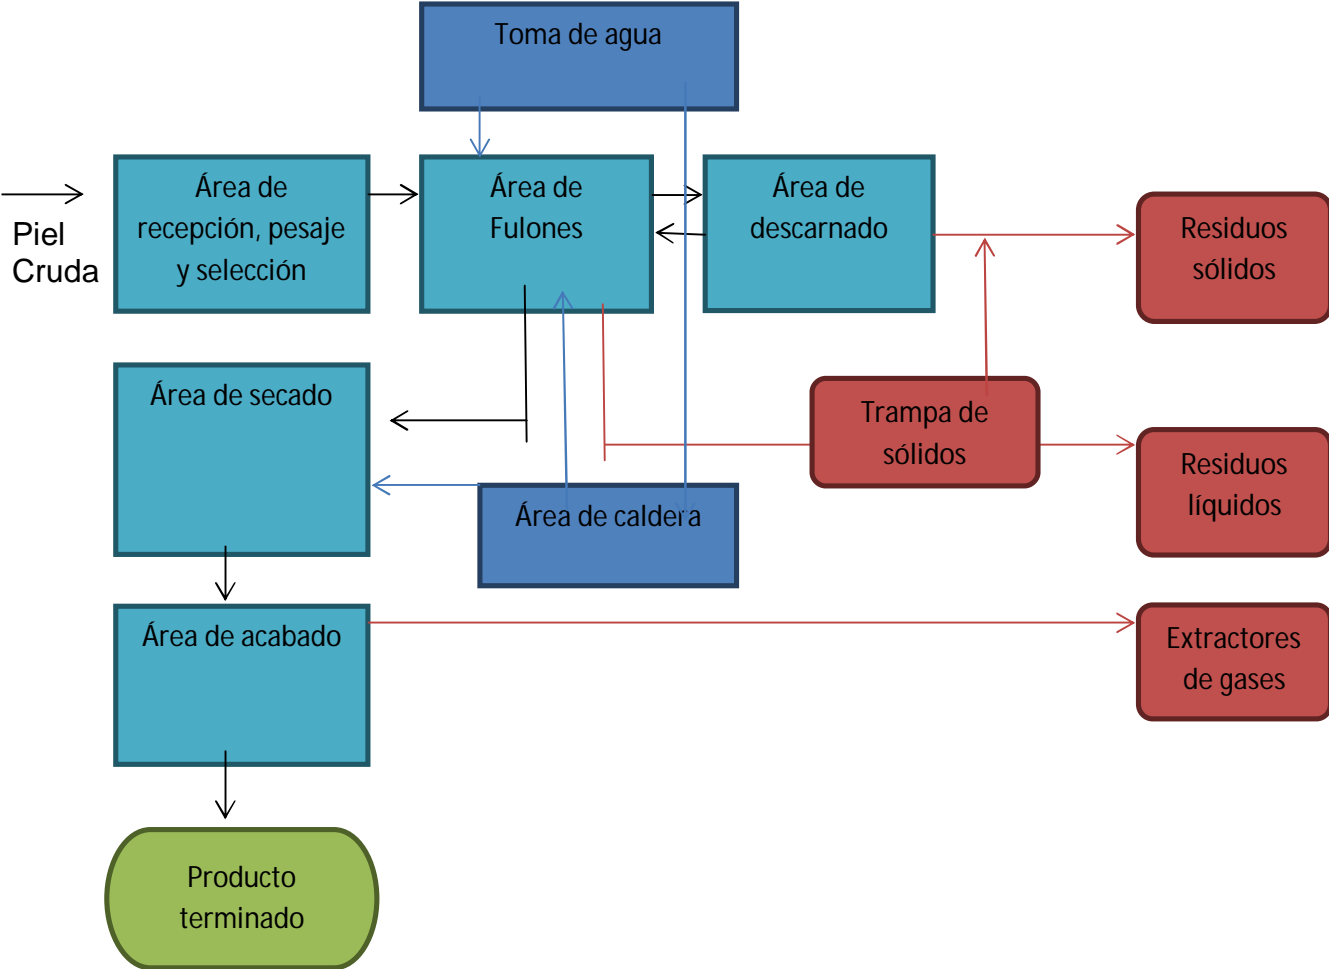 Toma de agua
Piel
Cruda
Área de
recepción, pesaje
y selección
Área de
Fulones
Área de
descarnado
Residuos
sólidos
Área de secado
Trampa de
sólidos
Residuos
líquidos
Área de caldera
Área de acabado
Extractores
de gases
Producto
terminado